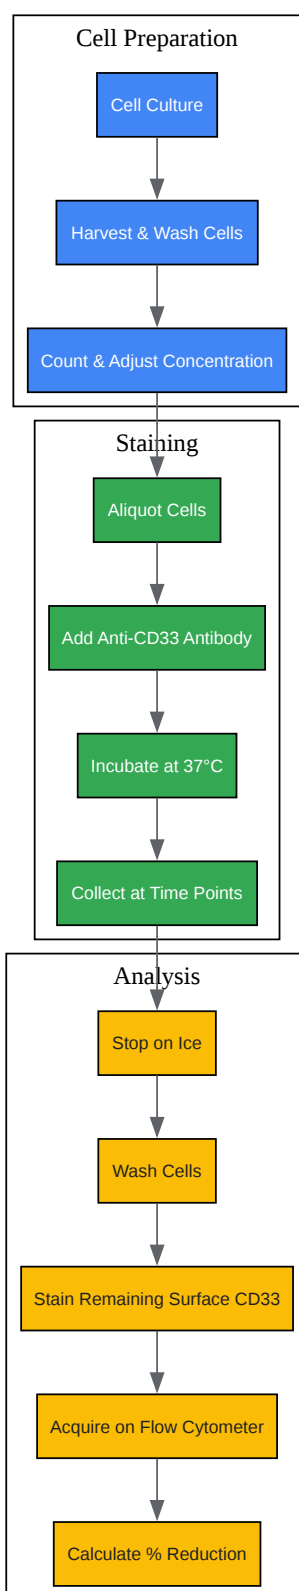 Cell Preparation
Cell Culture
Harvest & Wash Cells
Count & Adjust Concentration
Staining
Aliquot Cells
Add Anti-CD33 Antibody
Incubate at 37°C
Collect at Time Points
Analysis
Stop on Ice
Wash Cells
Stain Remaining Surface CD33
Acquire on Flow Cytometer
Calculate % Reduction